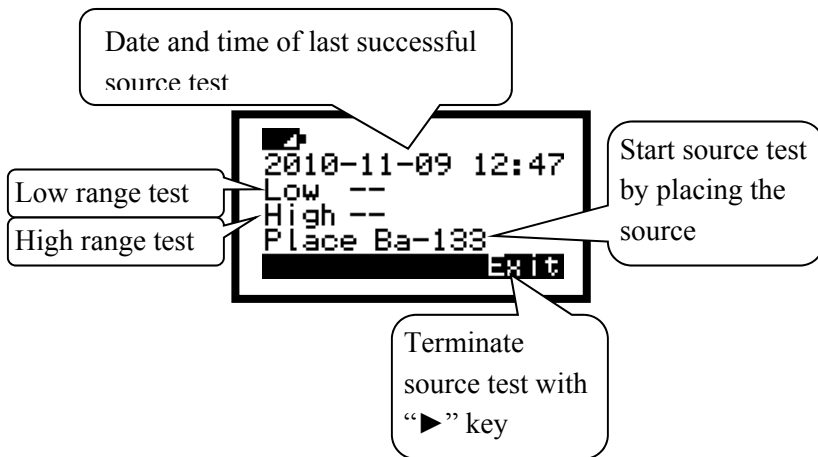 Date and time of last successful
source test
2010-11-09 12:47
Low --
High --
Place Ba-133
Exit
Low range test
High range test
Start source test
by placing the
source
Terminate
source test with
“►” key